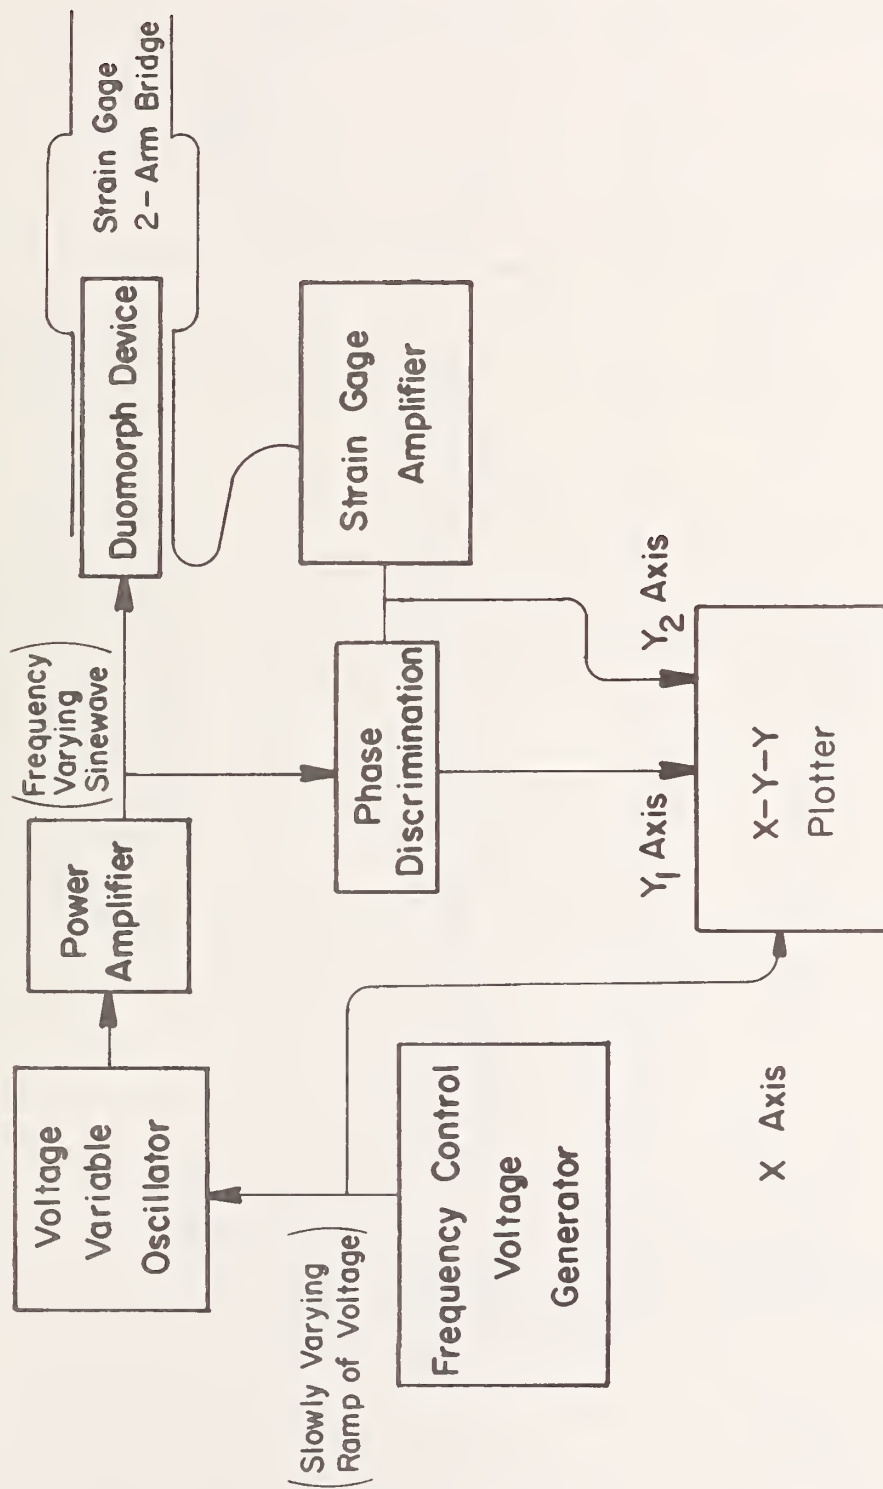 Voltage
Variable
Oscillator
Power
Amplifier
(Frequency
Varying
Sinewave)
Duomorph Device
Strain Gage
2-Arm Bridge
(Slowly Varying
Ramp of Voltage)
Frequency Control
Voltage
Generator
Phase
Discrimination
Strain Gage
Amplifier
X Axis
Y1 Axis
Y2 Axis
X-Y-Y
Plotter